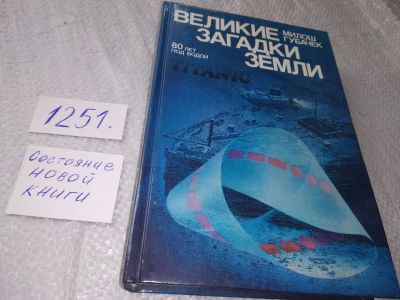 ВЕЛИКИЕ
МИЛОШ
ГУБАЧЕК
ЗАГАДКИ
ЗЕМЛИ
80 ЛЕТ
ПОД ВОДОЙ
TITANIC
1251.
Состояние
НОВОЙ
КНИГИ